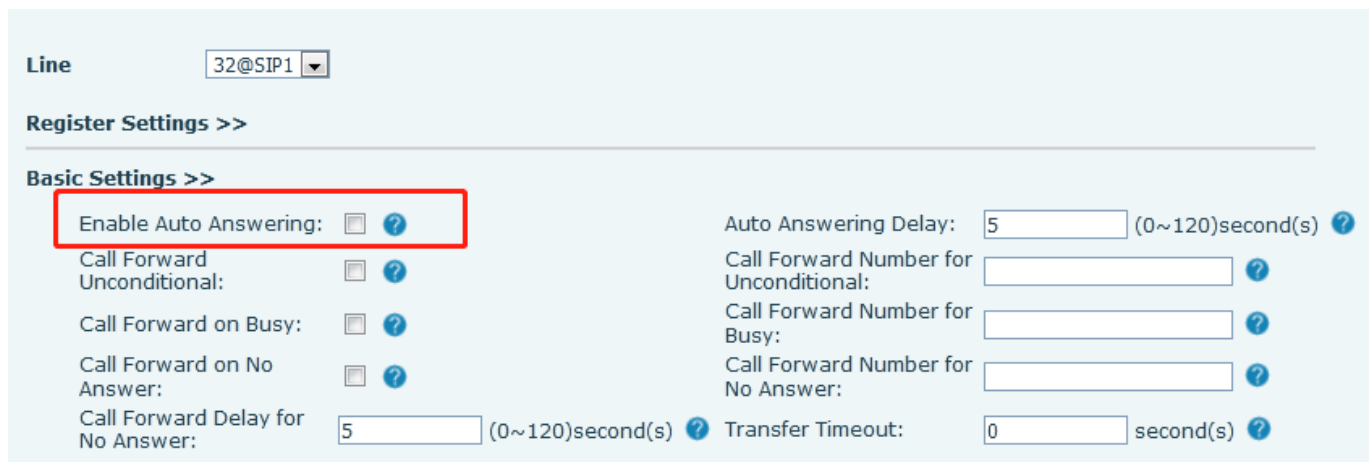 Line 32@SIP1
Register Settings >>
Basic Settings >>
Enable Auto Answering: ? Auto Answering Delay: 5 (0~120)second(s) ?
Call Forward
Unconditional: ? Call Forward Number for
Unconditional: ?
Call Forward on Busy: ? Call Forward Number for
Busy: ?
Call Forward on No
Answer: ? Call Forward Number for
No Answer: ?
Call Forward Delay for
No Answer: 5 (0~120)second(s) ? Transfer Timeout: 0 second(s) ?